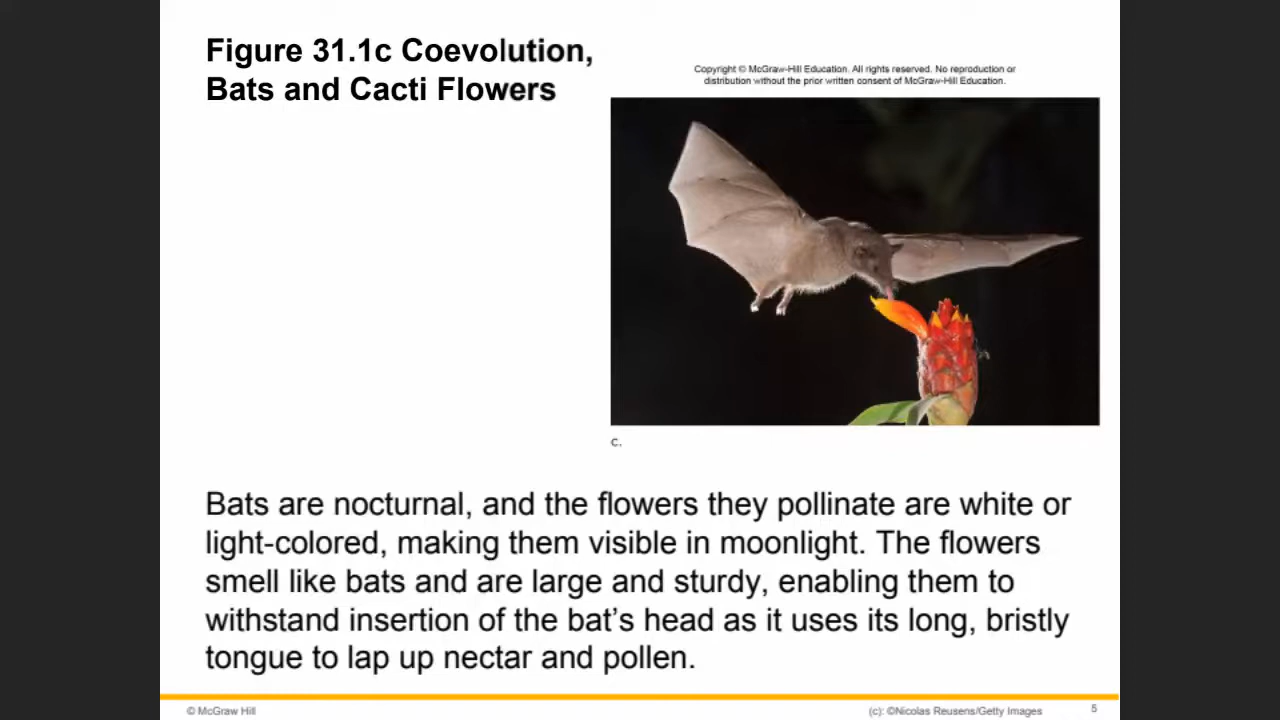 Figure 31.1c Coevolution,
Bats and Cacti Flowers
Copyright © McGraw-Hill Education. All rights reserved. No reproduction or
distribution without the prior written consent of McGraw-Hill Education.
c.
Bats are nocturnal, and the flowers they pollinate are white or
light-colored, making them visible in moonlight. The flowers
smell like bats and are large and sturdy, enabling them to
withstand insertion of the bat’s head as it uses its long, bristly
tongue to lap up nectar and pollen.
© McGraw Hill
(c): ©Nicolas Reusens/Getty Images
5